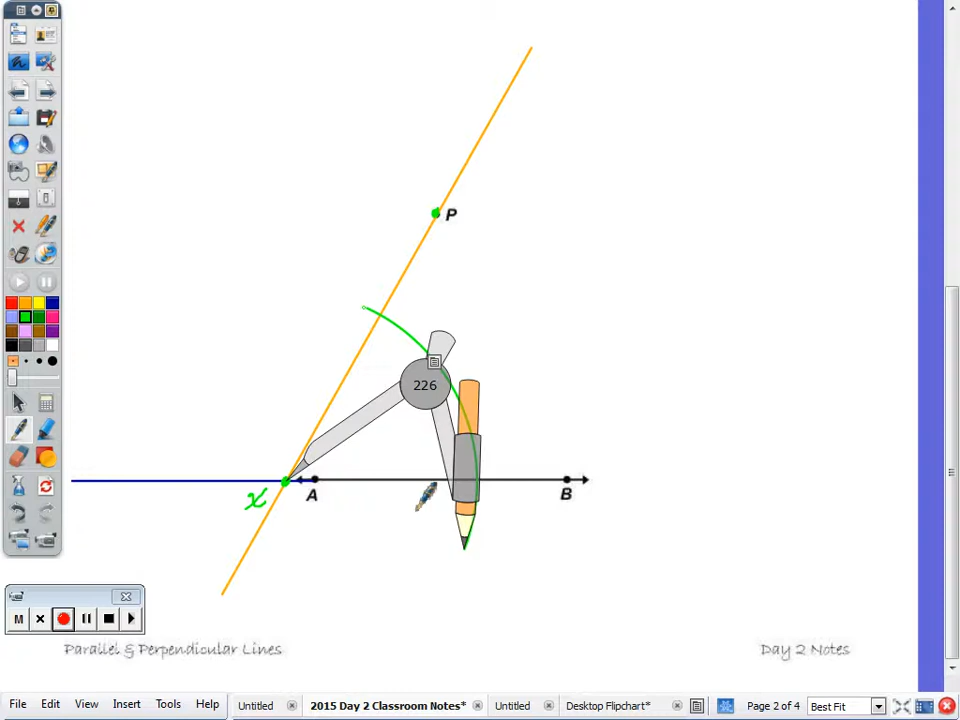 P
226
X
A
B
M
Parallel & Perpendicular Lines
Day 2 Notes
File Edit View Insert Tools Help Untitled 2015 Day 2 Classroom Notes* Untitled Desktop Flipchart* Page 2 of 4 Best Fit